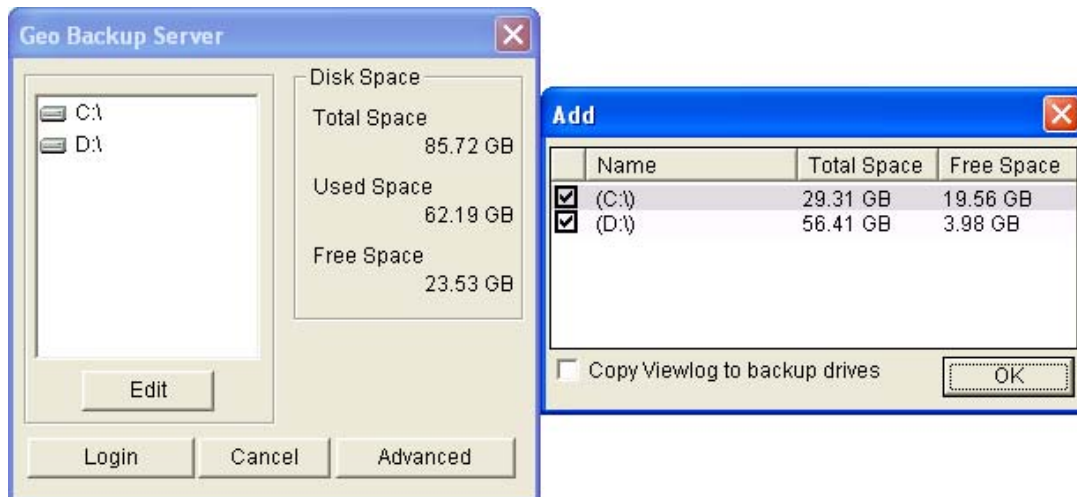 Geo Backup Server
C:\
D:\
Edit
Disk Space
Total Space
85.72 GB
Used Space
62.19 GB
Free Space
23.53 GB
Login Cancel Advanced
Add
Name Total Space Free Space
(C:\) 29.31 GB 19.56 GB
(D:\) 56.41 GB 3.98 GB
Copy Viewlog to backup drives OK